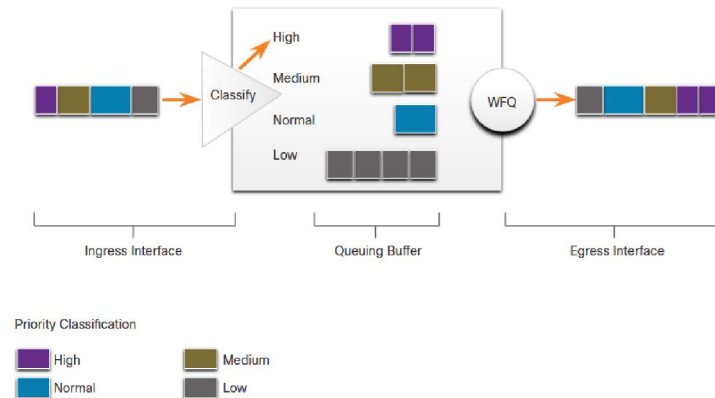 High
Medium
Classify
WFQ
Normal
Low
Ingress Interface
Queuing Buffer
Egress Interface
Priority Classification
High
Medium
Normal
Low